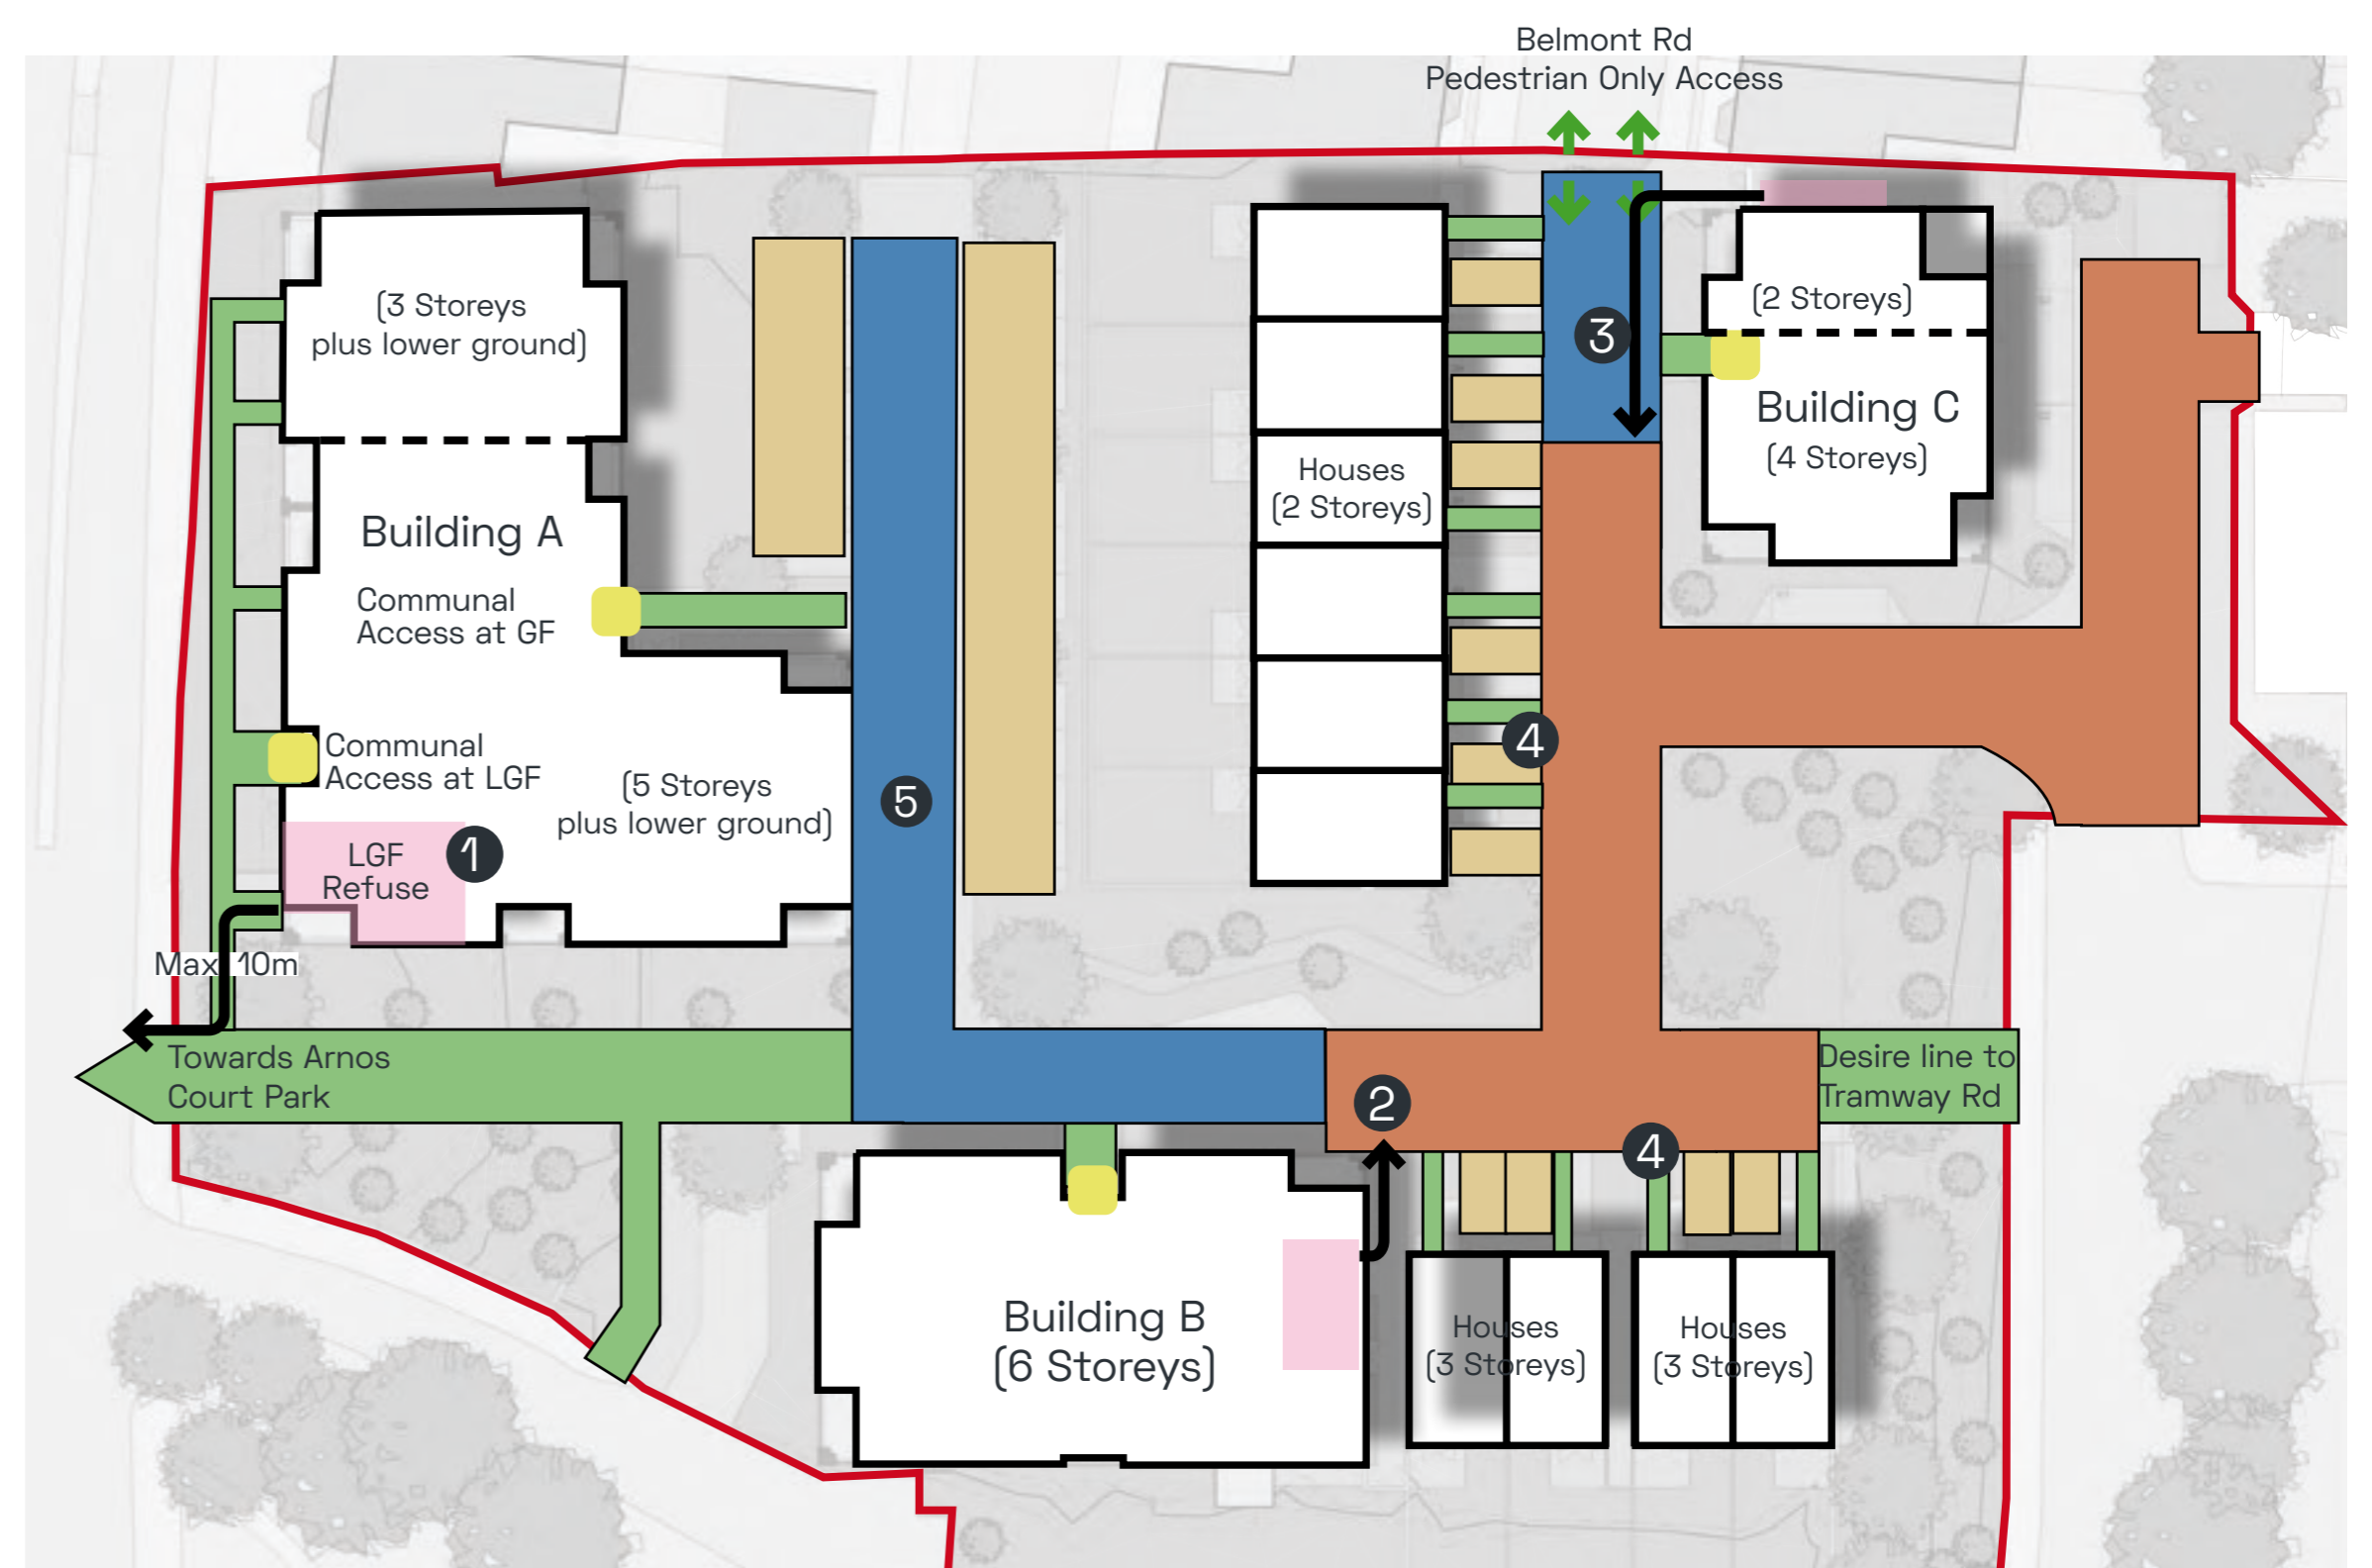 Belmont Rd
Pedestrian Only Access
(3 Storeys
plus lower ground)
(2 Storeys)
3
Building C
(4 Storeys)
Houses
(2 Storeys)
Building A
Communal
Access at GF
Communal
Access at LGF
4
(5 Storeys
plus lower ground)
5
LGF
Refuse
1
Max 10m
Towards Arnos
Court Park
Desire line to
Tramway Rd
2
4
Building B
(6 Storeys)
Houses
(3 Storeys)
Houses
(3 Storeys)